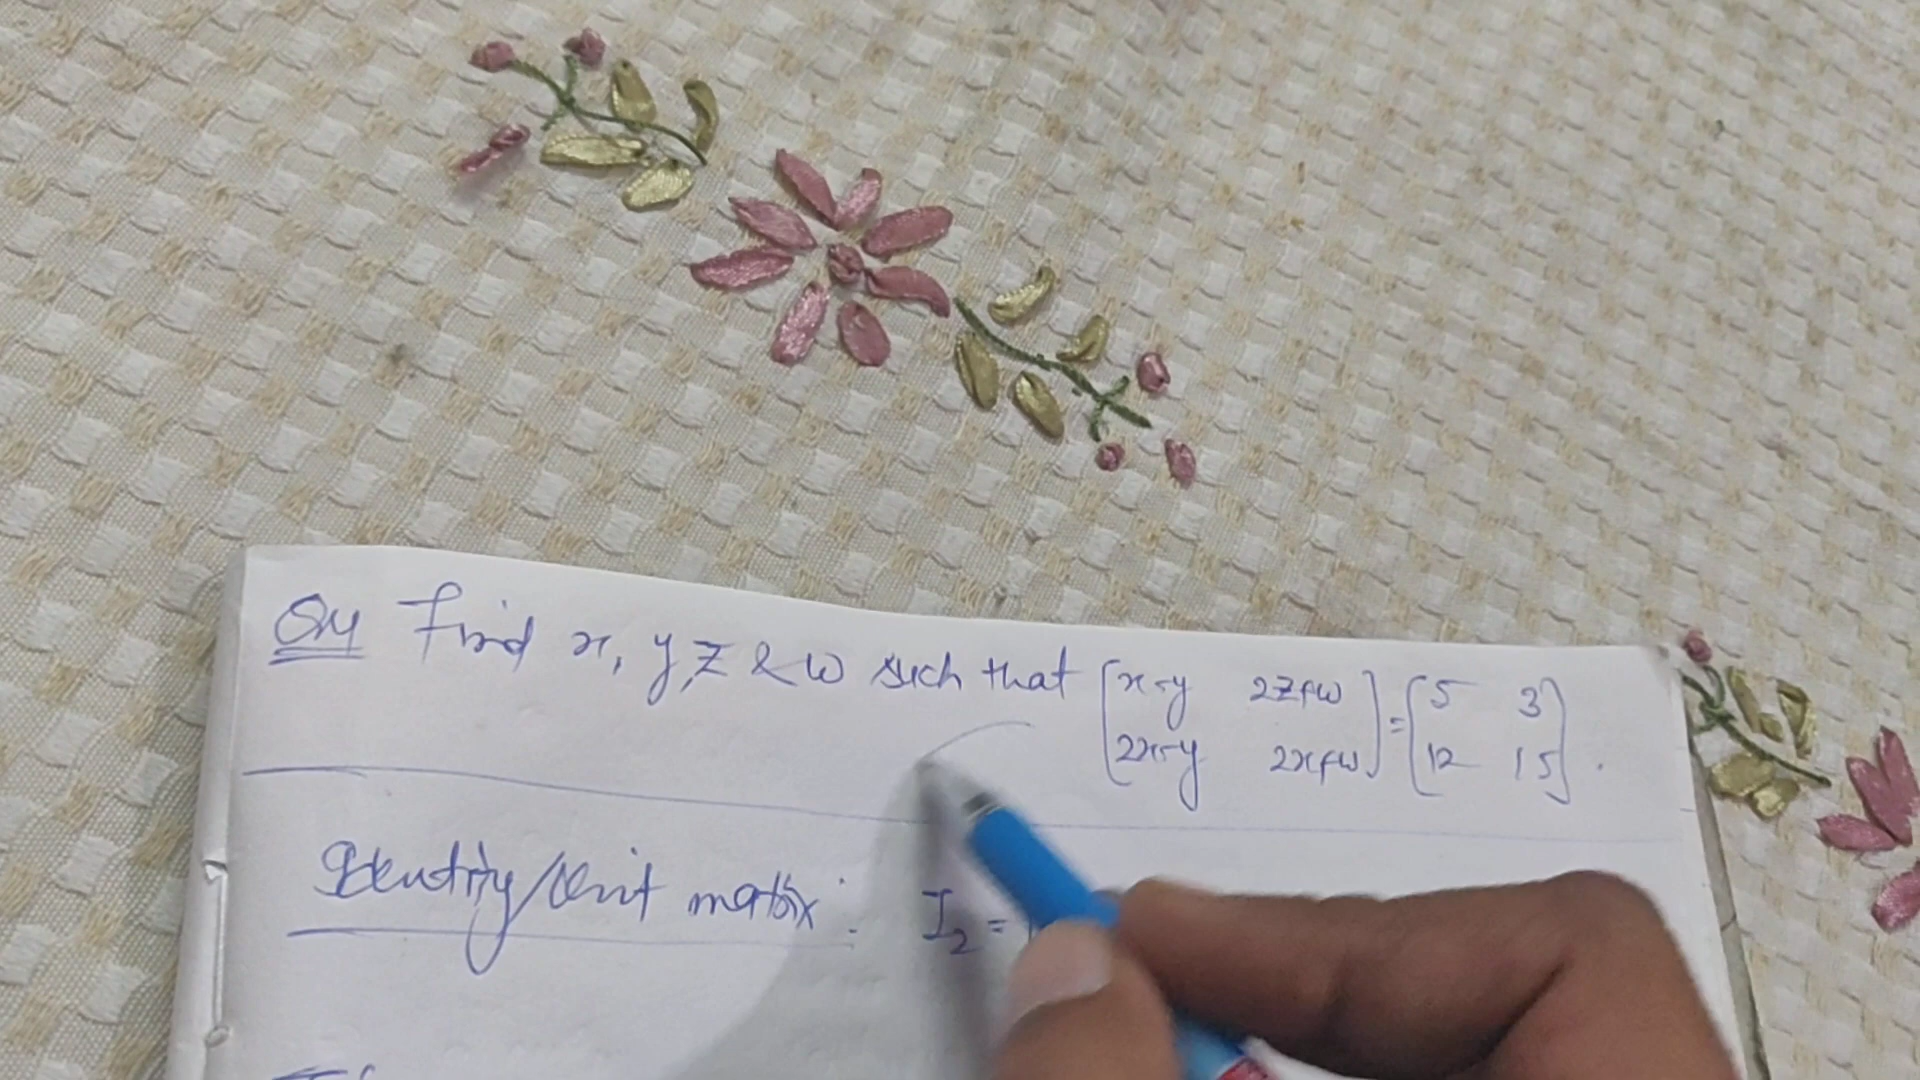 Q4 Find x, y, z & w such that [x-y 2z+w
2x-y 2x+w] = [5 3
12 15].
Identity/Unit matrix : I₂ =